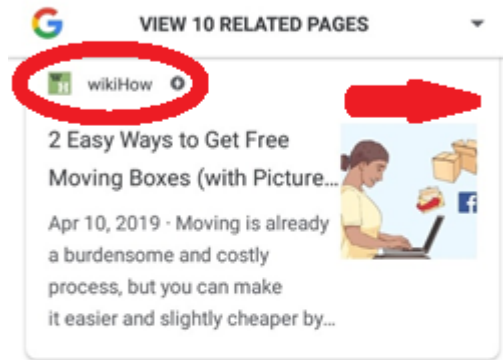 VIEW 10 RELATED PAGES
wikiHow
2 Easy Ways to Get Free
Moving Boxes (with Picture...
Apr 10, 2019 · Moving is already
a burdensome and costly
process, but you can make
it easier and slightly cheaper by...